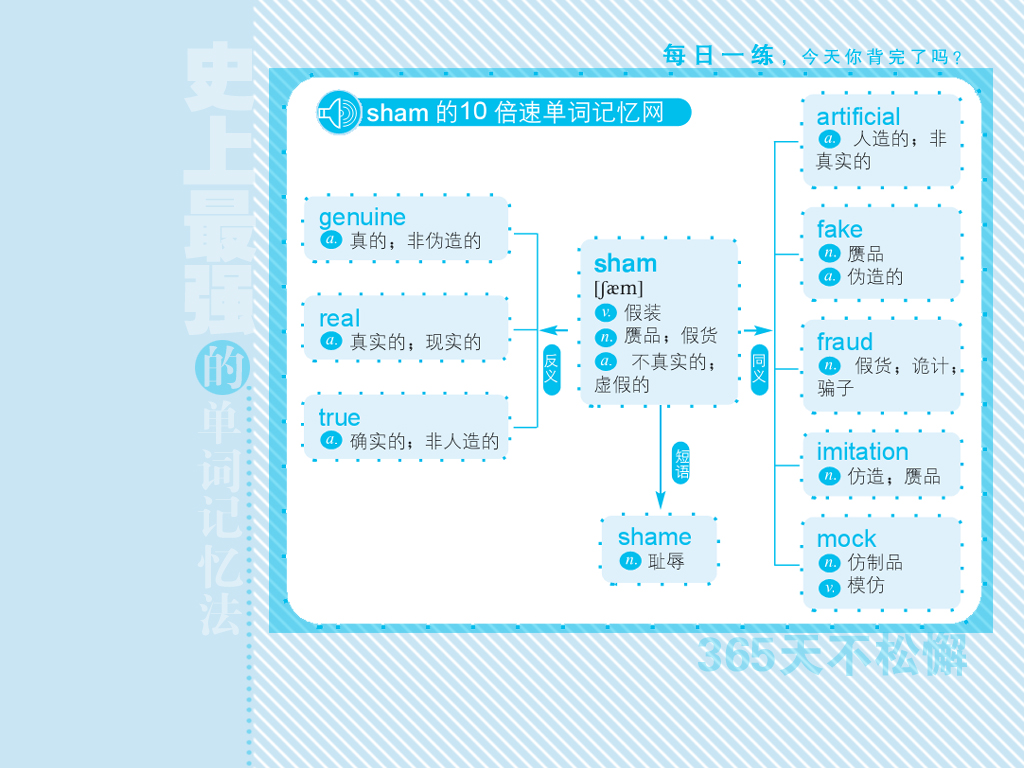 每日一练，今天你背完了吗？
史上最强的单词记忆法
sham 的10 倍速单词记忆网
genuine
a. 真的；非伪造的
real
a. 真实的；现实的
true
a. 确实的；非人造的
反义
sham
[ʃæm]
v. 假装
n. 赝品；假货
a. 不真实的；
虚假的
同义
短语
shame
n. 耻辱
artificial
a. 人造的；非
真实的
fake
n. 赝品
a. 伪造的
fraud
n. 假货；诡计；
骗子
imitation
n. 仿造；赝品
mock
n. 仿制品
v. 模仿
365天不松懈